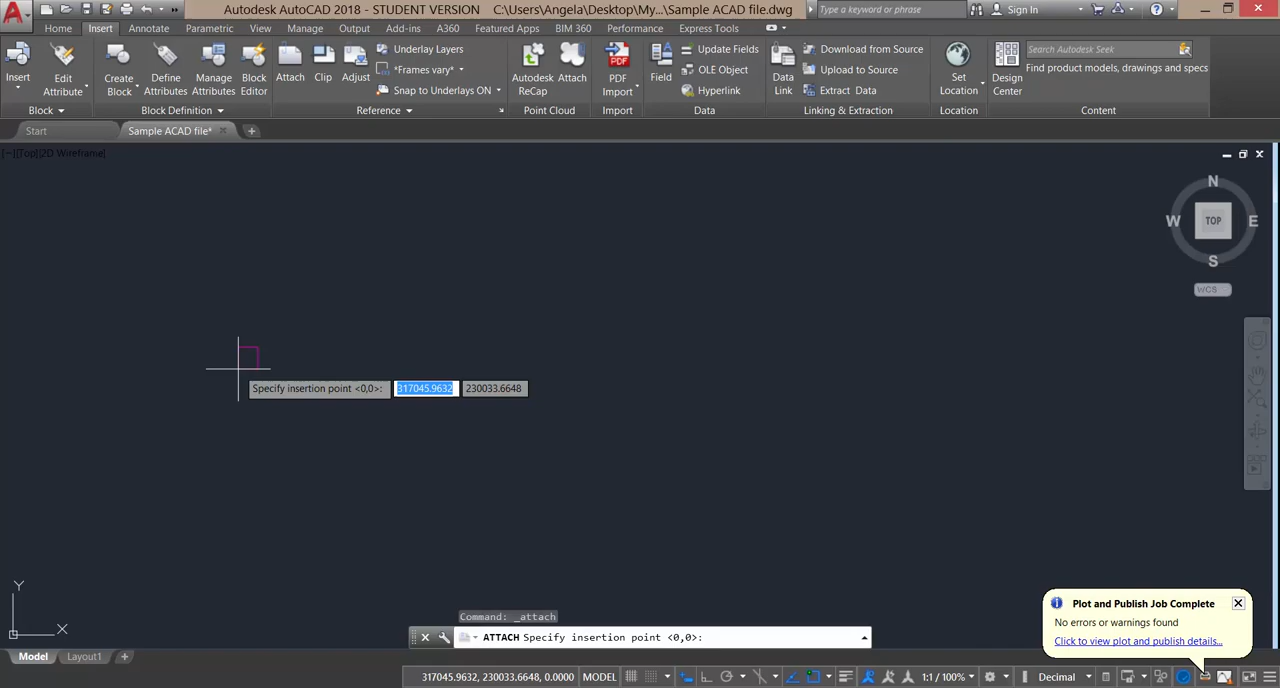 Autodesk AutoCAD 2018 - STUDENT VERSION C:\Users\Angela\Desktop\My...\Sample ACAD file.dwg
Type a keyword or phrase
Sign In
Home Insert Annotate Parametric View Manage Output Add-ins A360 Featured Apps BIM 360 Performance Express Tools
Insert
Edit Attribute
Create Block
Define Attributes
Manage Attributes
Block Editor
Attach
Clip
Adjust
Underlay Layers
*Frames vary*
Snap to Underlays ON
Autodesk ReCap
Attach
PDF Import
Field
Update Fields
OLE Object
Hyperlink
Data Link
Download from Source
Upload to Source
Extract Data
Set Location
Design Center
Search Autodesk Seek
Find product models, drawings and specs
Block Block Definition Reference Point Cloud Import Data Linking & Extraction Location Content
Start Sample ACAD file*
[−][Top][2D Wireframe]
N
W TOP E
S
WCS
Specify insertion point <0,0>: 317045.9632 230033.6648
Y
X
Command: _attach
ATTACH Specify insertion point <0,0>:
Plot and Publish Job Complete
No errors or warnings found
Click to view plot and publish details...
Model Layout1
317045.9632, 230033.6648, 0.0000 MODEL 1:1 / 100% Decimal